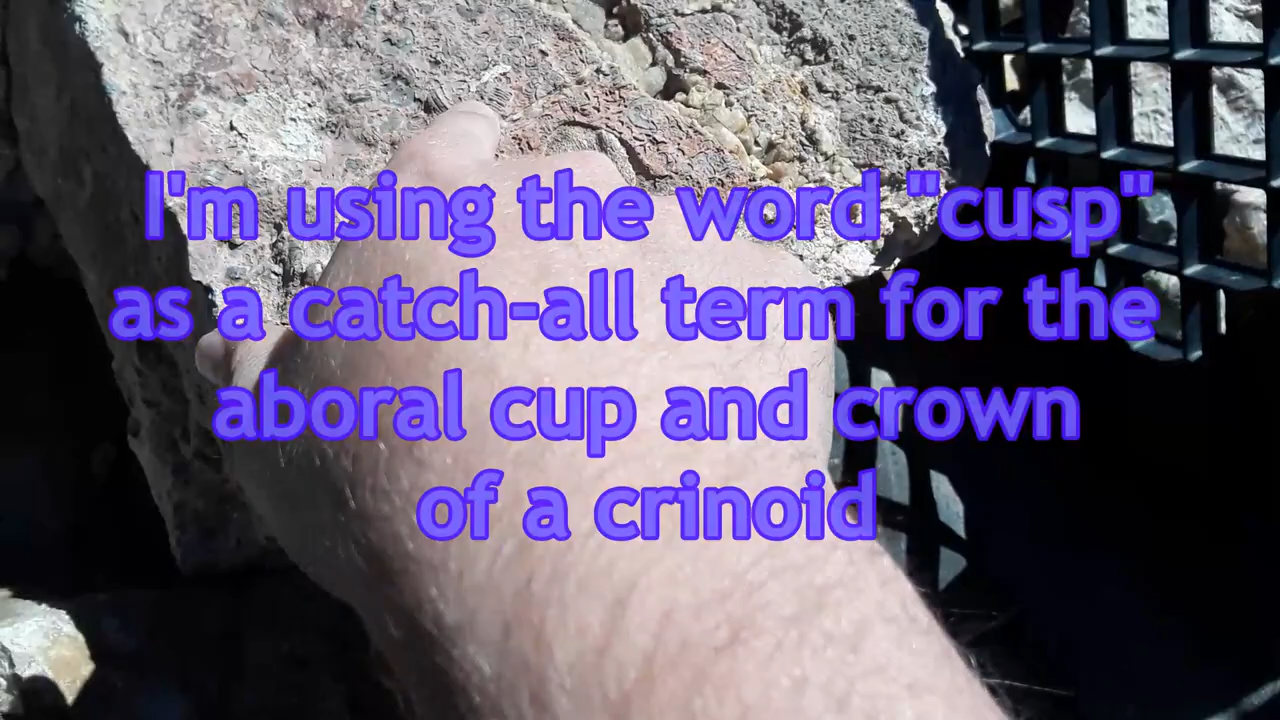 I'm using the word "cusp"
as a catch-all term for the
aboral cup and crown
of a crinoid